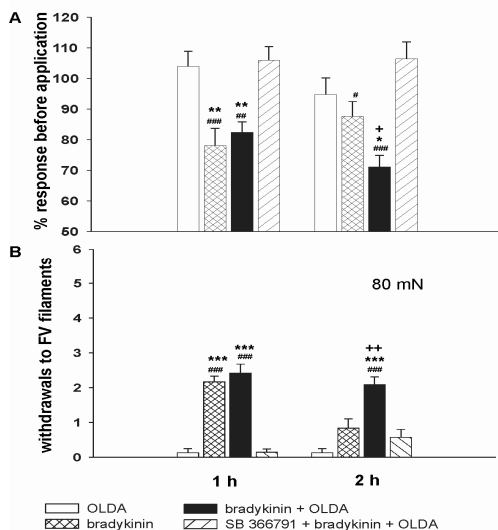 A
% response before application
120
110
100
90
80
70
60
50
**
###
**
##
#
+
*
###
B
withdrawals to FV filaments
6
5
4
3
2
1
0
80 mN
***
###
***
###
++
***
###
1 h
2 h
OLDA
bradykinin + OLDA
bradykinin
SB 366791 + bradykinin + OLDA